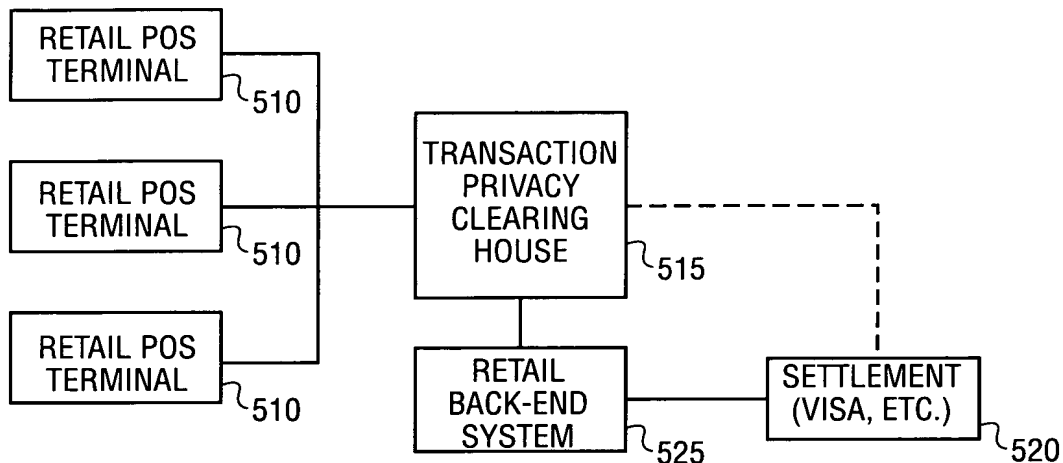 RETAIL POS
TERMINAL
510
RETAIL POS
TERMINAL
510
RETAIL POS
TERMINAL
510
TRANSACTION
PRIVACY
CLEARING
HOUSE
515
RETAIL
BACK-END
SYSTEM
525
SETTLEMENT
(VISA, ETC.)
520